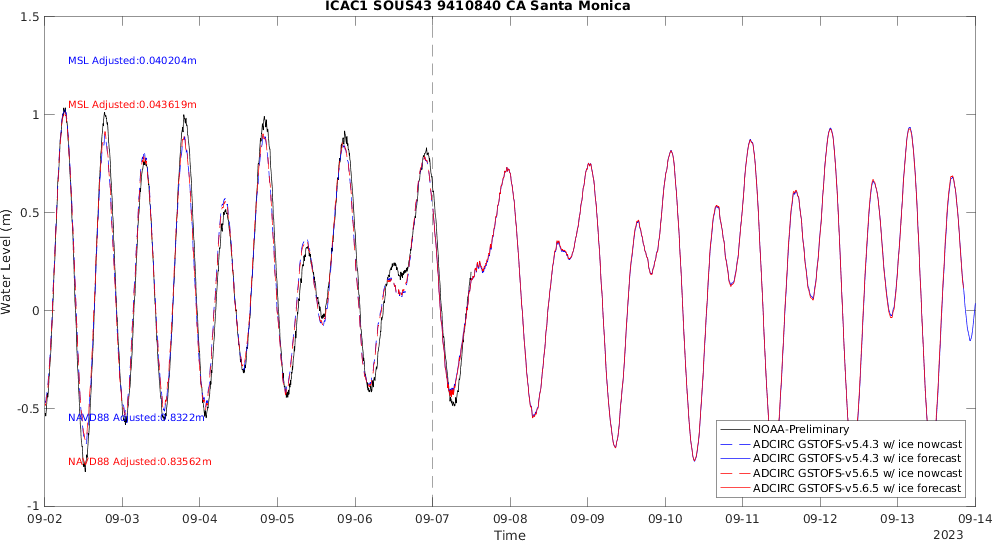 ICAC1 SOUS43 9410840 CA Santa Monica
1.5
MSL Adjusted:0.040204m
MSL Adjusted:0.043619m
1
0.5
Water Level (m)
0
-0.5
NAVD88 Adjusted:0.8322m
NAVD88 Adjusted:0.83562m
-1
NOAA-Preliminary
ADCIRC GSTOFS-v5.4.3 w/ ice nowcast
ADCIRC GSTOFS-v5.4.3 w/ ice forecast
ADCIRC GSTOFS-v5.6.5 w/ ice nowcast
ADCIRC GSTOFS-v5.6.5 w/ ice forecast
09-02 09-03 09-04 09-05 09-06 09-07 09-08 09-09 09-10 09-11 09-12 09-13 09-14
Time
2023